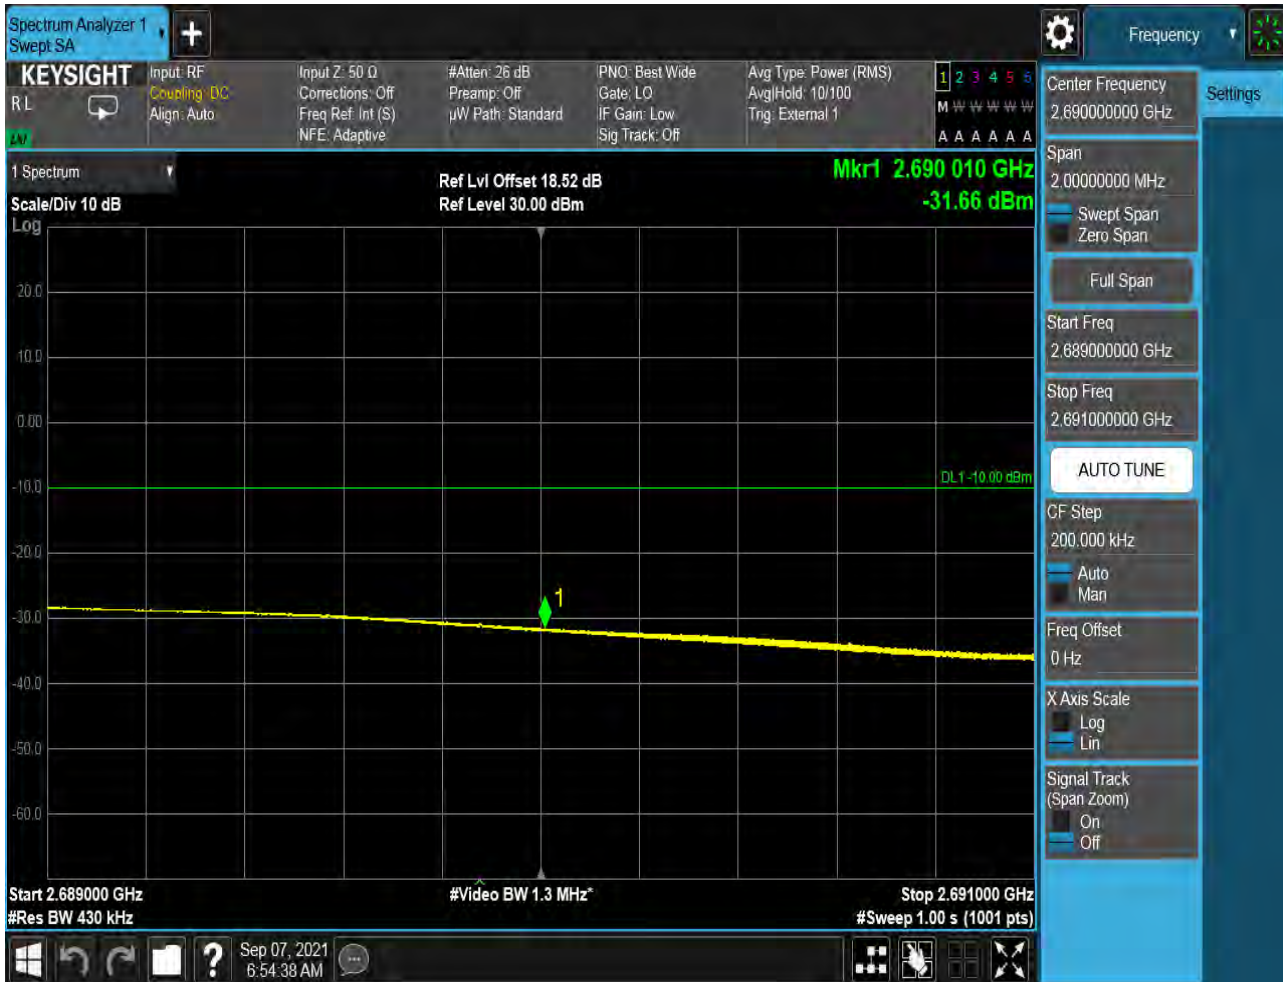 Spectrum Analyzer 1
Swept SA
Frequency
KEYSIGHT
R L
LNI
Input: RF
Coupling: DC
Align: Auto
Input Z: 50 Ω
Corrections: Off
Freq Ref: Int (S)
NFE: Adaptive
#Atten: 26 dB
Preamp: Off
µW Path: Standard
PNO: Best Wide
Gate: LO
IF Gain: Low
Sig Track: Off
Avg Type: Power (RMS)
Avg|Hold: 10/100
Trig: External 1
1 2 3 4 5 6
M W W W W W
A A A A A A
1 Spectrum
Scale/Div 10 dB
Log
Ref Lvl Offset 18.52 dB
Ref Level 30.00 dBm
Mkr1 2.690 010 GHz
-31.66 dBm
20.0
10.0
0.00
-10.0
-20.0
-30.0
-40.0
-50.0
-60.0
DL1 -10.00 dBm
1
Start 2.689000 GHz
#Res BW 430 kHz
#Video BW 1.3 MHz*
Stop 2.691000 GHz
#Sweep 1.00 s (1001 pts)
Sep 07, 2021
6:54:38 AM
Center Frequency
2.690000000 GHz
Settings
Span
2.00000000 MHz
Swept Span
Zero Span
Full Span
Start Freq
2.689000000 GHz
Stop Freq
2.691000000 GHz
AUTO TUNE
CF Step
200.000 kHz
Auto
Man
Freq Offset
0 Hz
X Axis Scale
Log
Lin
Signal Track
(Span Zoom)
On
Off